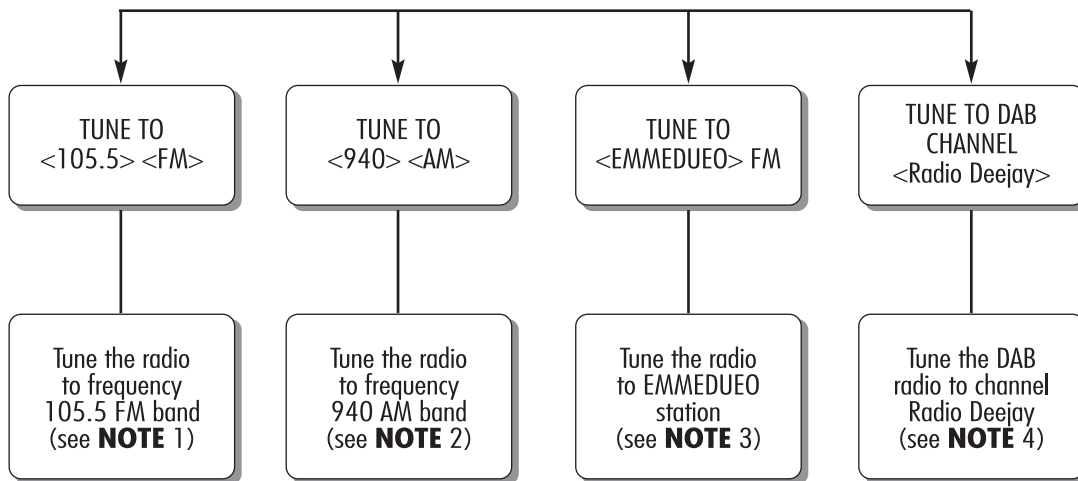 TUNE TO
<105.5> <FM>
TUNE TO
<940> <AM>
TUNE TO
<EMMEDUEO> FM
TUNE TO DAB
CHANNEL
<Radio Deejay>
Tune the radio
to frequency
105.5 FM band
(see NOTE 1)
Tune the radio
to frequency
940 AM band
(see NOTE 2)
Tune the radio
to EMMEDUEO
station
(see NOTE 3)
Tune the DAB
radio to channel
Radio Deejay
(see NOTE 4)